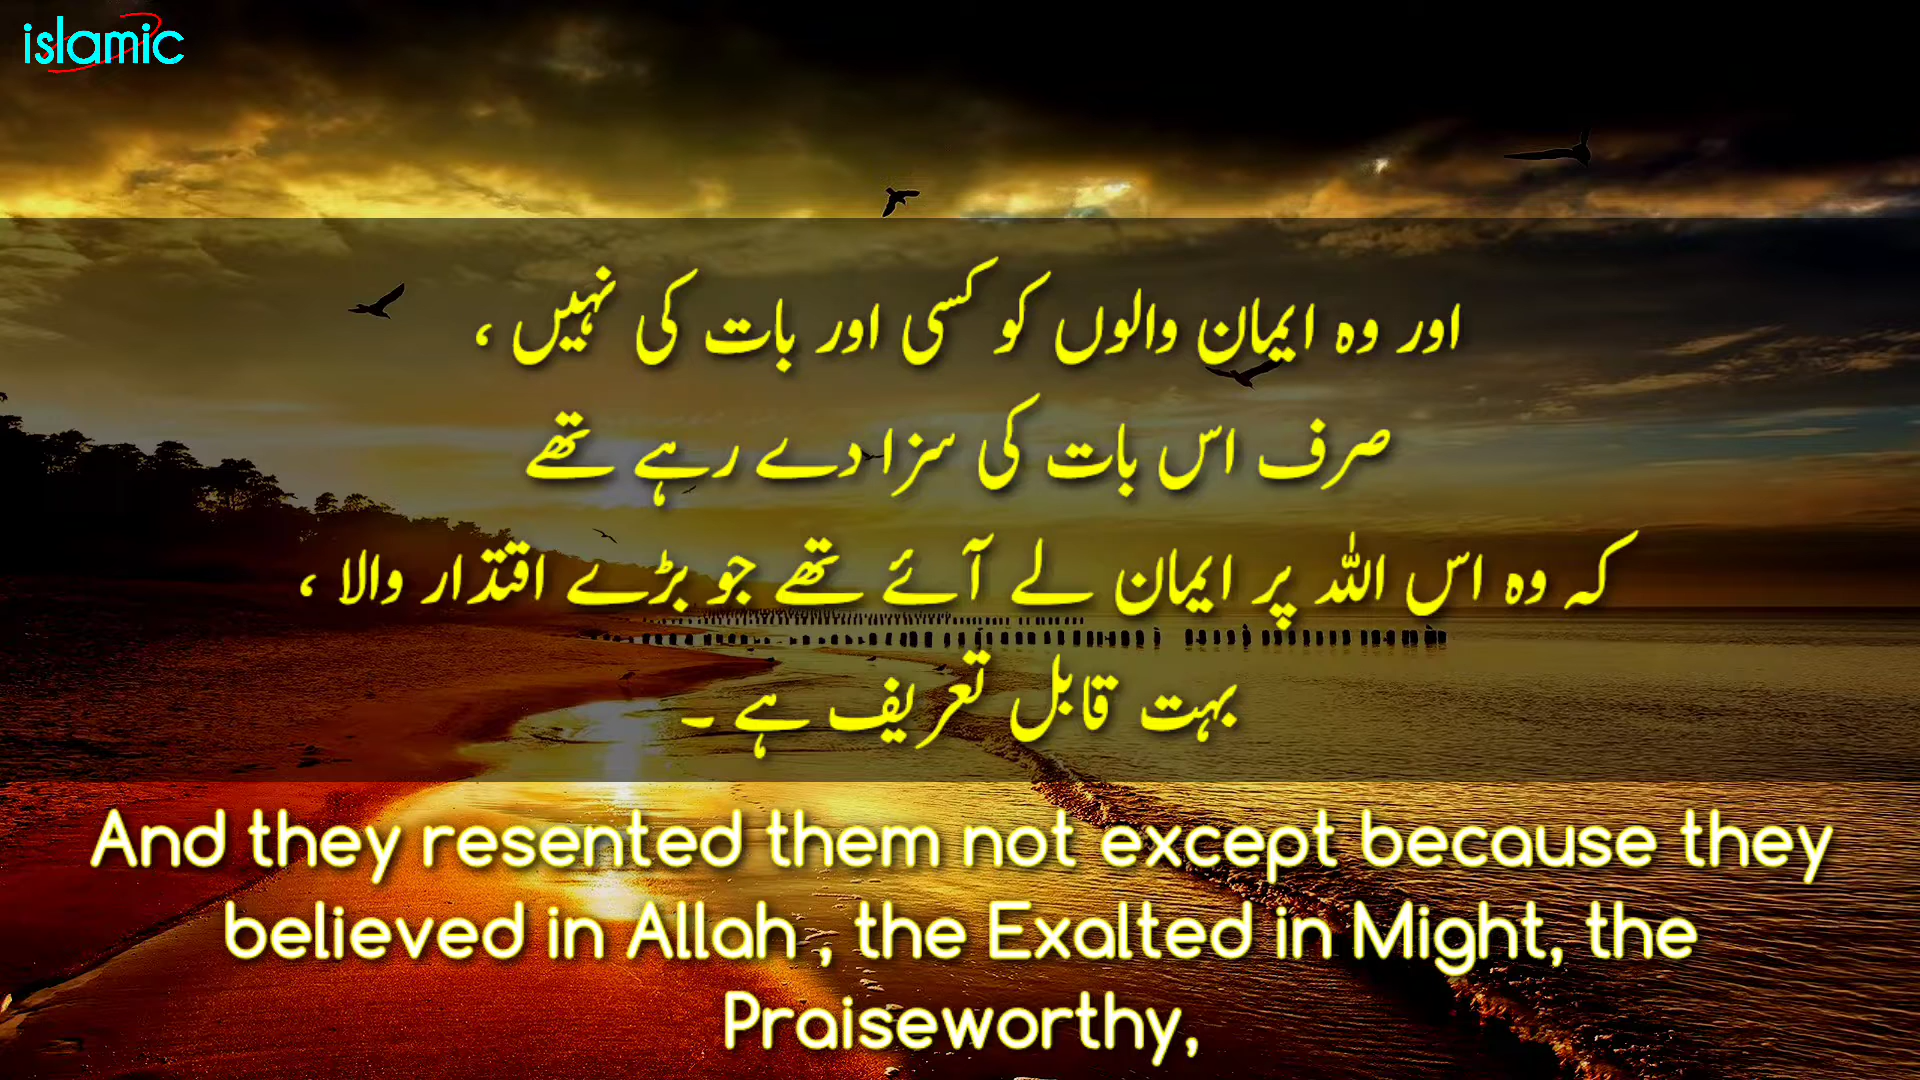 islamic
اور وہ ایمان والوں کو کسی اور بات کی نہیں ،
صرف اس بات کی سزا دے رہے تھے
کہ وہ اس اللہ پر ایمان لے آئے تھے جو بڑے اقتدار والا ،
بہت قابل تعریف ہے ۔
And they resented them not except because they
believed in Allah , the Exalted in Might, the
Praiseworthy,